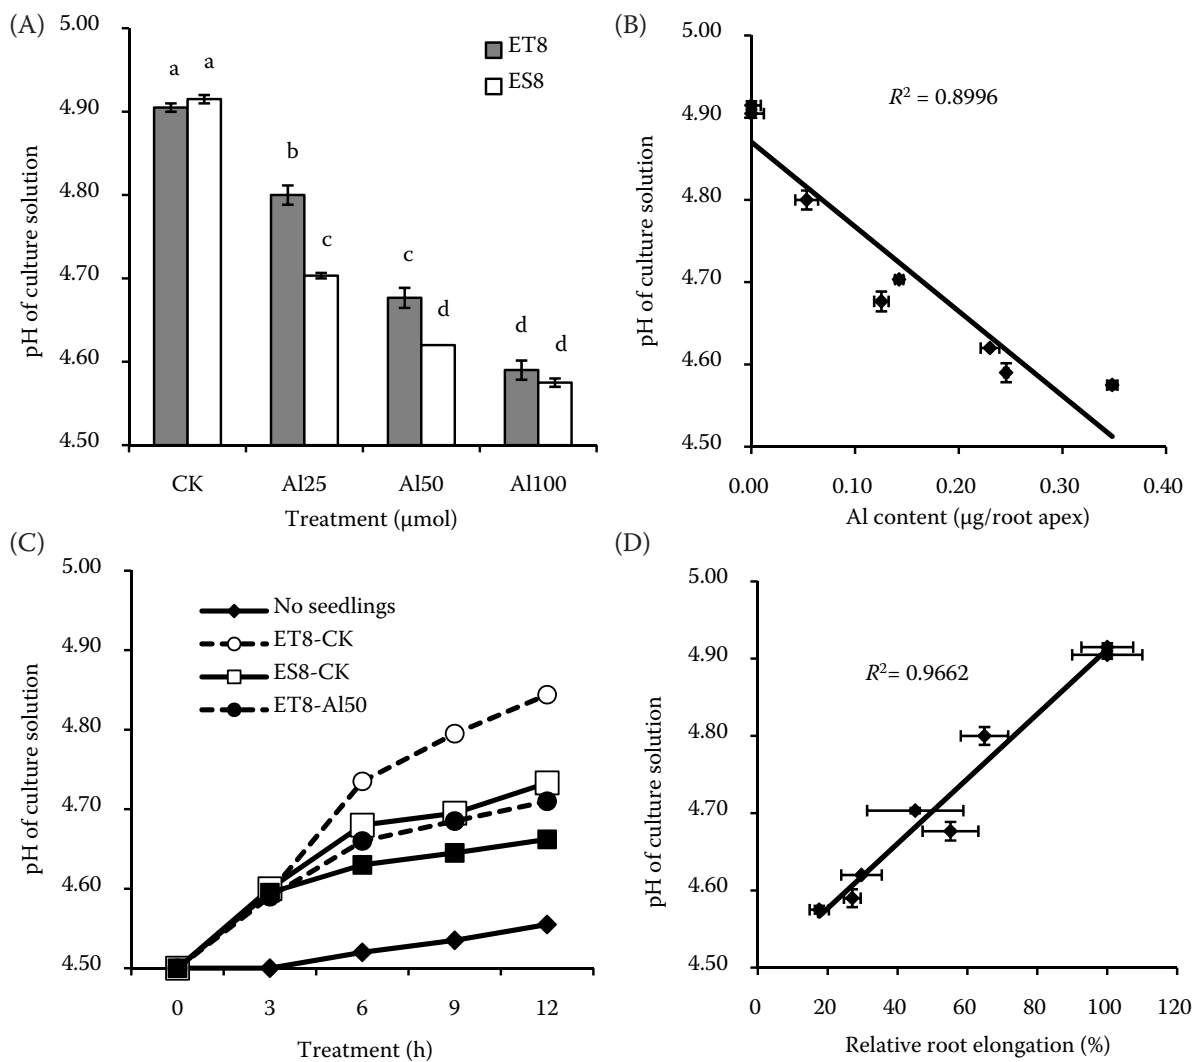 (A)
5.00
4.90
4.80
4.70
4.60
4.50
pH of culture solution
a
a
b
c
c
d
d
d
ET8
ES8
CK
Al25
Al50
Al100
Treatment (µmol)
(B)
5.00
4.90
4.80
4.70
4.60
4.50
pH of culture solution
R² = 0.8996
0.00
0.10
0.20
0.30
0.40
Al content (µg/root apex)
(C)
5.00
4.90
4.80
4.70
4.60
4.50
pH of culture solution
No seedlings
ET8-CK
ES8-CK
ET8-Al50
0
3
6
9
12
Treatment (h)
(D)
5.00
4.90
4.80
4.70
4.60
4.50
pH of culture solution
R²= 0.9662
0
20
40
60
80
100
120
Relative root elongation (%)